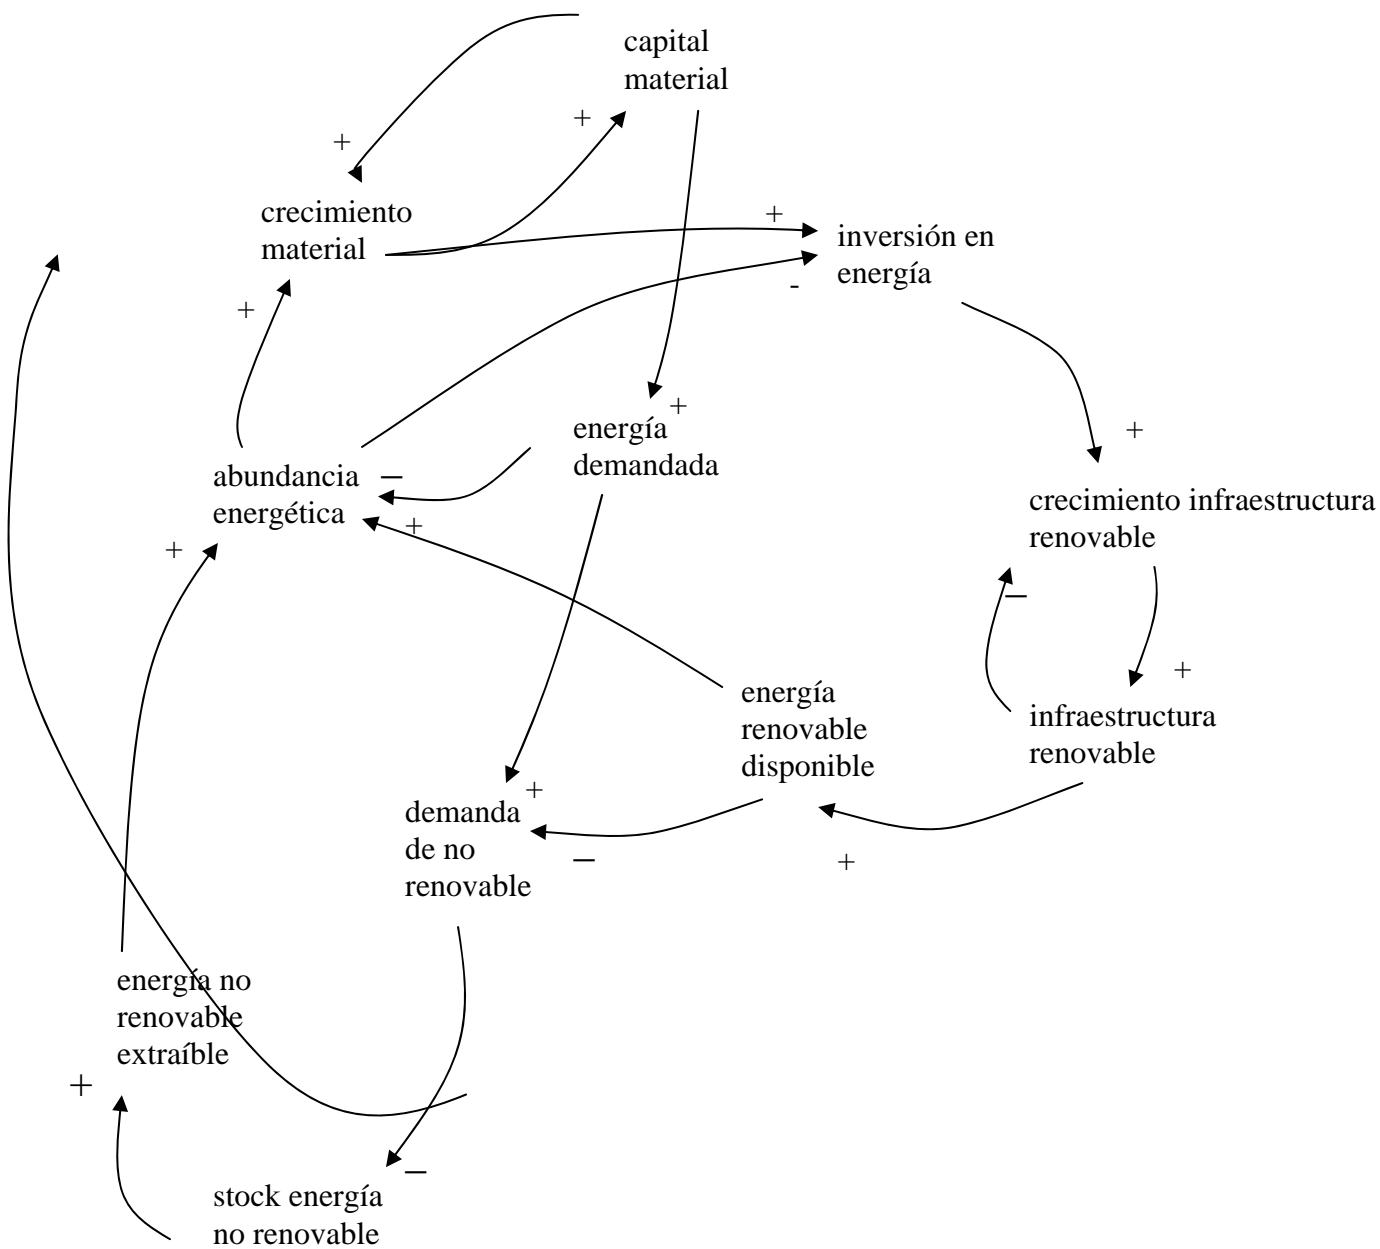 capital
material
+
+
crecimiento
material
+
inversión en
energía
-
+
+
energía
demandada
+
abundancia
energética
–
+
+
crecimiento infraestructura
renovable
–
+
energía
renovable
disponible
infraestructura
renovable
+
demanda
de no
renovable
–
+
energía no
renovable
extraíble
+
–
stock energía
no renovable